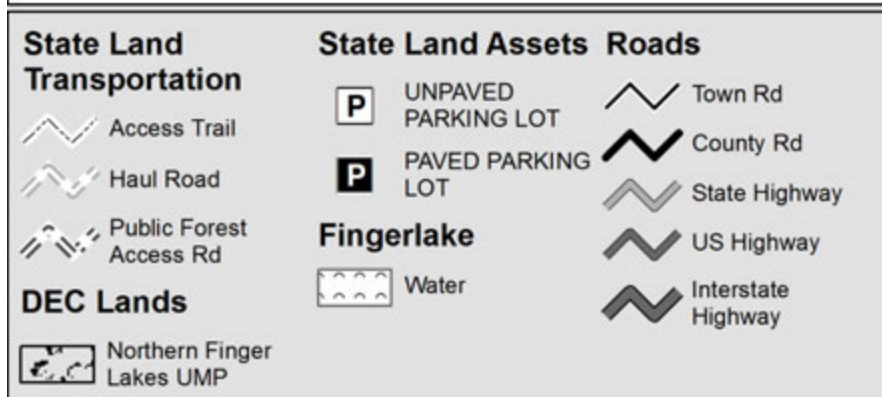 State Land
Transportation
Access Trail
Haul Road
Public Forest
Access Rd
DEC Lands
Northern Finger
Lakes UMP
State Land Assets
P
UNPAVED
PARKING LOT
P
PAVED PARKING
LOT
Fingerlake
Water
Roads
Town Rd
County Rd
State Highway
US Highway
Interstate
Highway